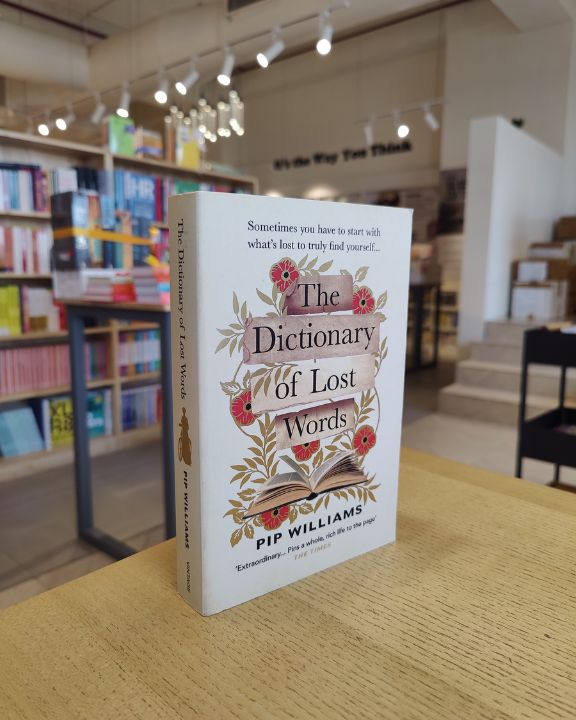 It's the Way You Think
Sometimes you have to start with
what's lost to truly find yourself...
The
Dictionary
of Lost
Words
PIP WILLIAMS
'Extraordinary... Pins a whole, rich life to the page'
THE TIMES
The Dictionary of Lost Words
PIP WILLIAMS
VINTAGE
HR